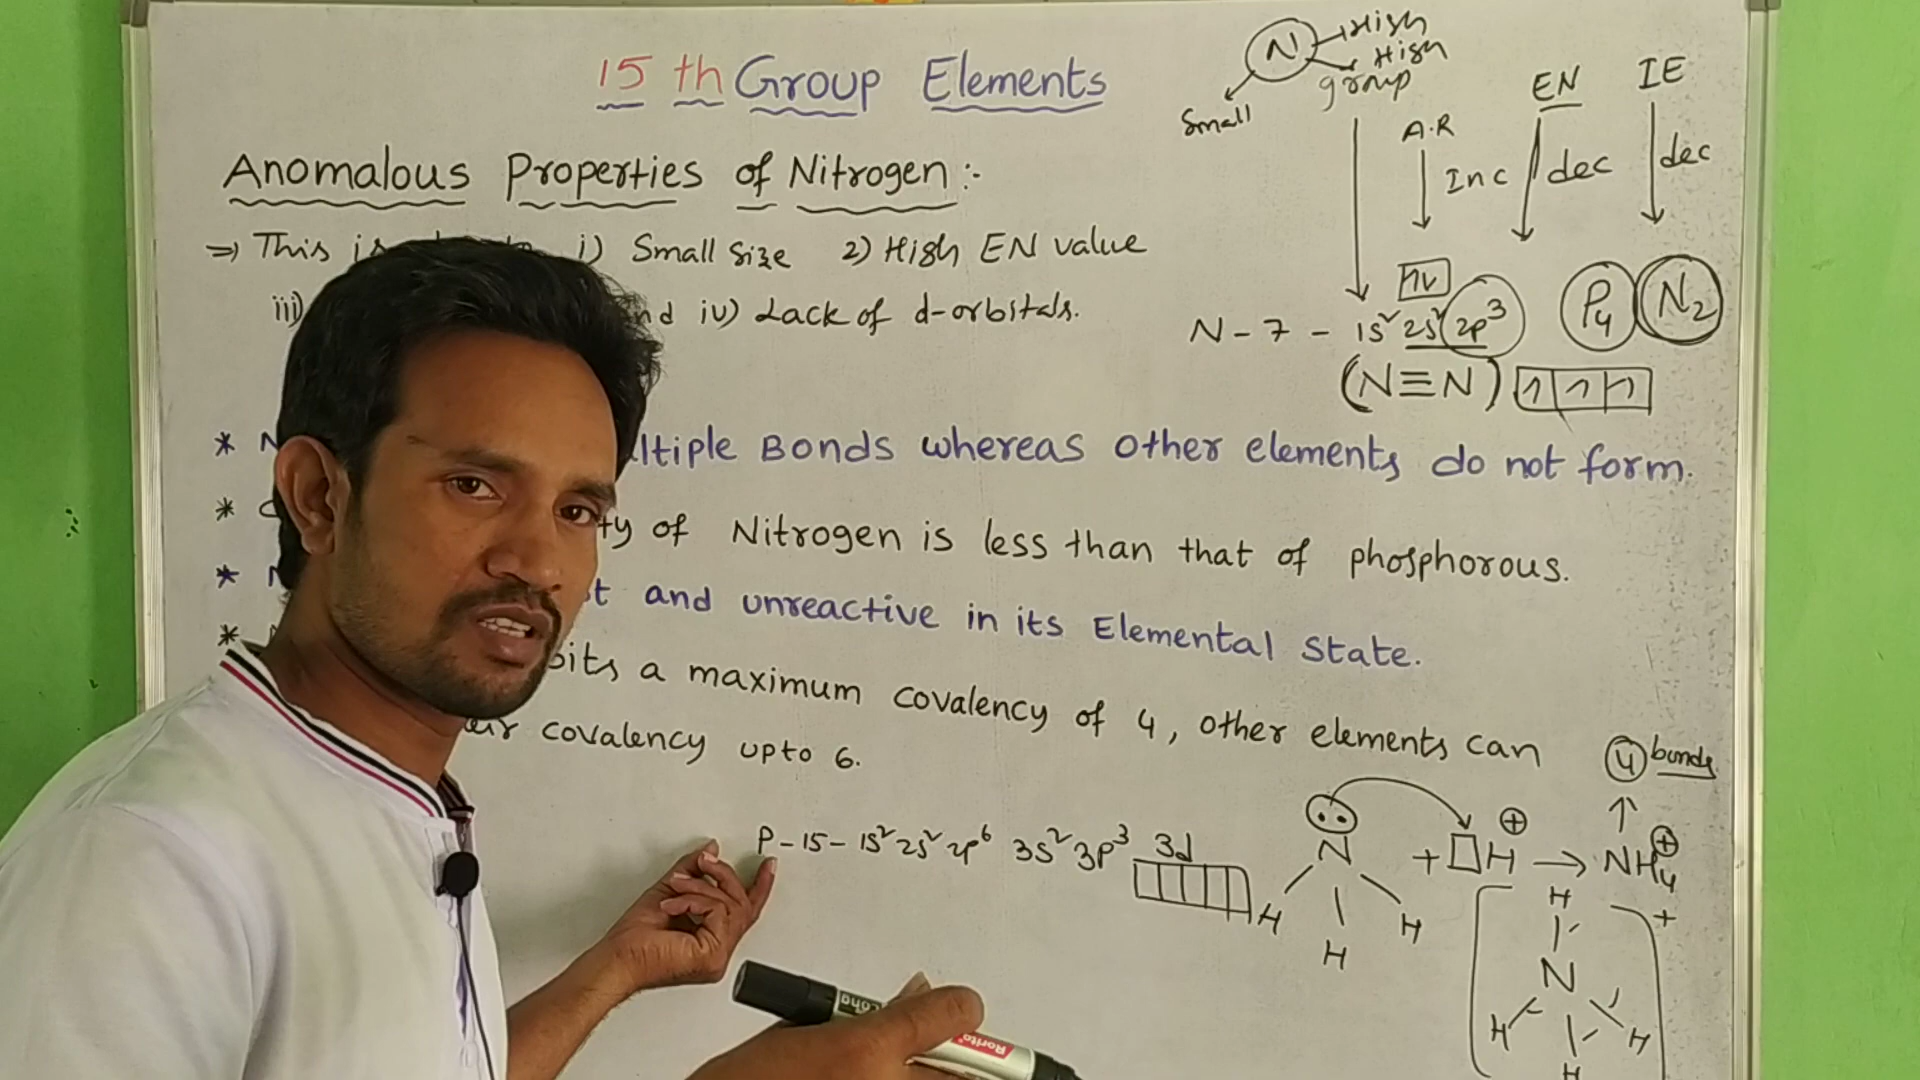 15 th Group Elements
Anomalous Properties of Nitrogen :-
⇒ This is i) Small Size 2) High EN value
iii) nd iv) Lack of d-orbitals.
* N ltiple Bonds whereas other elements do not form.
* C ty of Nitrogen is less than that of phosphorous.
* N t and unreactive in its Elemental State.
* bits a maximum covalency of 4, other elements can
eir covalency upto 6.
N → High
High
Small
group
A.R
Inc
EN
dec
IE
dec
N - 7 - 1s² 2s² 2p³
P₄ N₂
(N≡N)
P - 15 - 1s² 2s² 2p⁶ 3s² 3p³ 3d
N
H H H
+ H⊕ → NH₄⊕
4 bonds
H
N
H H
H
+
Rorito